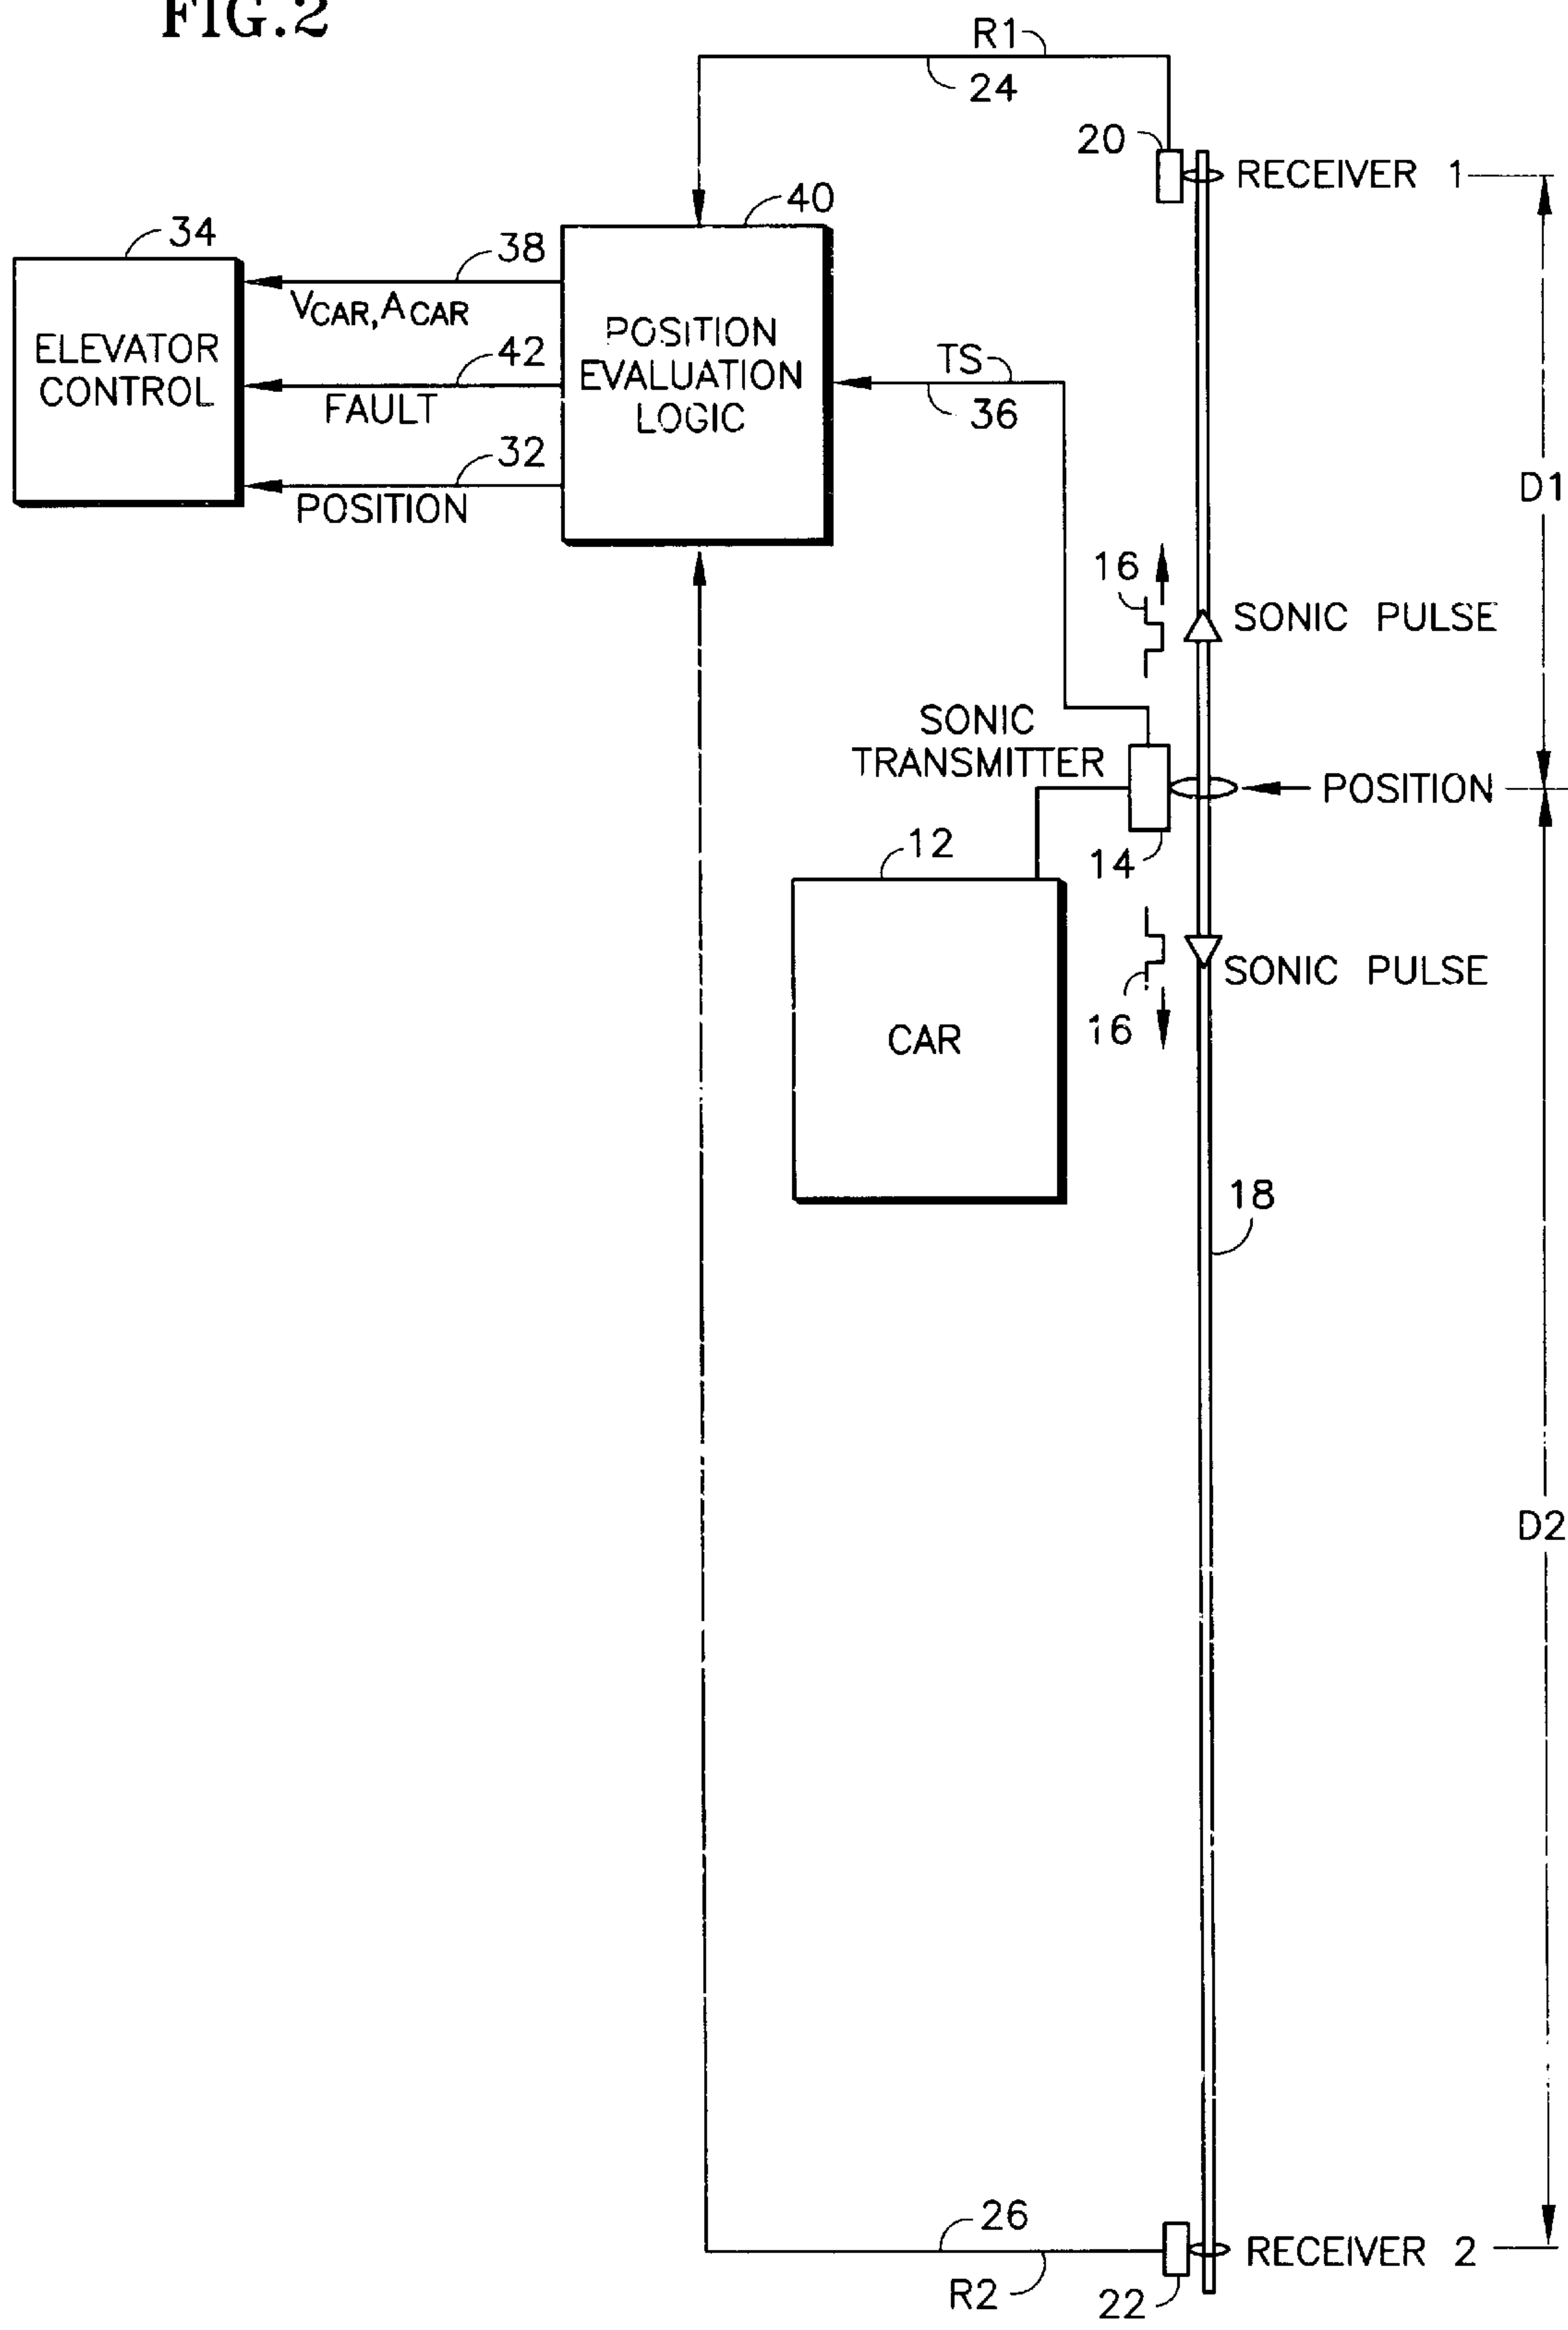 FIG.2
R1
24
20
RECEIVER 1
40
34
38
VCAR,ACAR
ELEVATOR
CONTROL
POSITION
EVALUATION
LOGIC
42
FAULT
TS
36
32
POSITION
D1
16
SONIC PULSE
SONIC
TRANSMITTER
POSITION
12
14
SONIC PULSE
16
CAR
18
D2
26
RECEIVER 2
R2
22